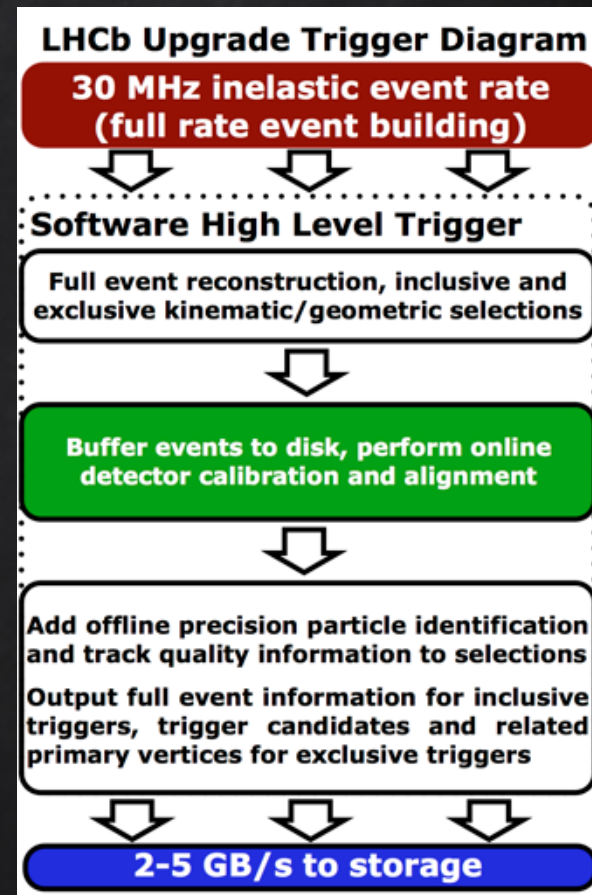 LHCb Upgrade Trigger Diagram
30 MHz inelastic event rate
(full rate event building)
Software High Level Trigger
Full event reconstruction, inclusive and
exclusive kinematic/geometric selections
Buffer events to disk, perform online
detector calibration and alignment
Add offline precision particle identification
and track quality information to selections
Output full event information for inclusive
triggers, trigger candidates and related
primary vertices for exclusive triggers
2-5 GB/s to storage